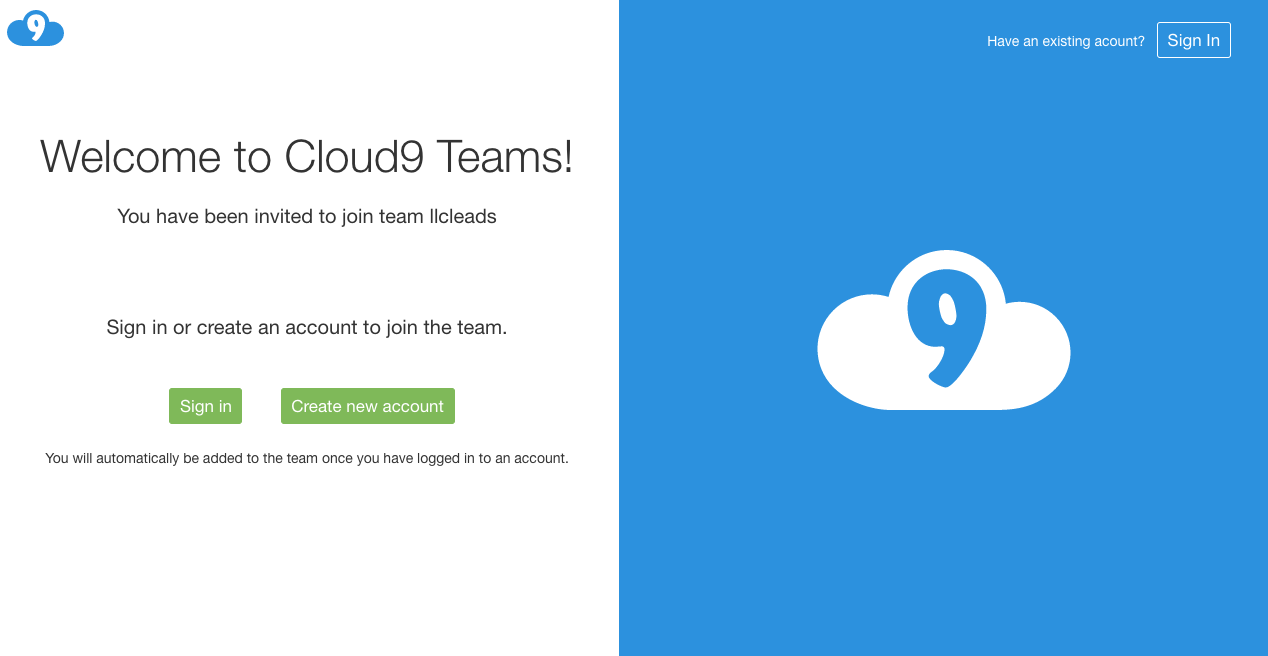 9
Have an existing acount?
Sign In
Welcome to Cloud9 Teams!
You have been invited to join team llcleads
Sign in or create an account to join the team.
Sign in
Create new account
You will automatically be added to the team once you have logged in to an account.
9